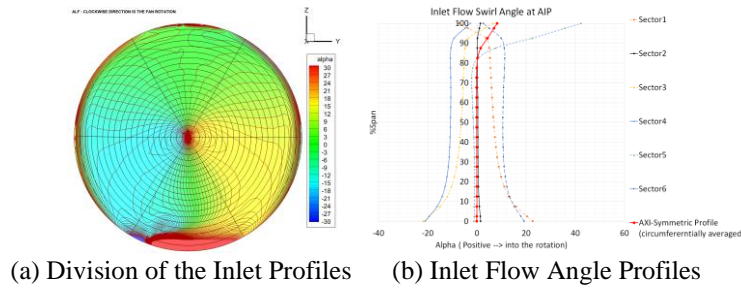 ALF - CLOCKWISE DIRECTION IS THE FAN ROTATION
Z
X
Y
alpha
30
27
24
21
18
15
12
9
6
3
0
-3
-6
-9
-12
-15
-18
-21
-24
-27
-30
Inlet Flow Swirl Angle at AIP
%Span
100
90
80
70
60
50
40
30
20
10
0
-40
-20
0
20
40
60
Alpha ( Positive --> into the rotation)
Sector1
Sector2
Sector3
Sector4
Sector5
Sector6
AXI-Symmetric Profile
(circumferentially averaged
(a) Division of the Inlet Profiles
(b) Inlet Flow Angle Profiles